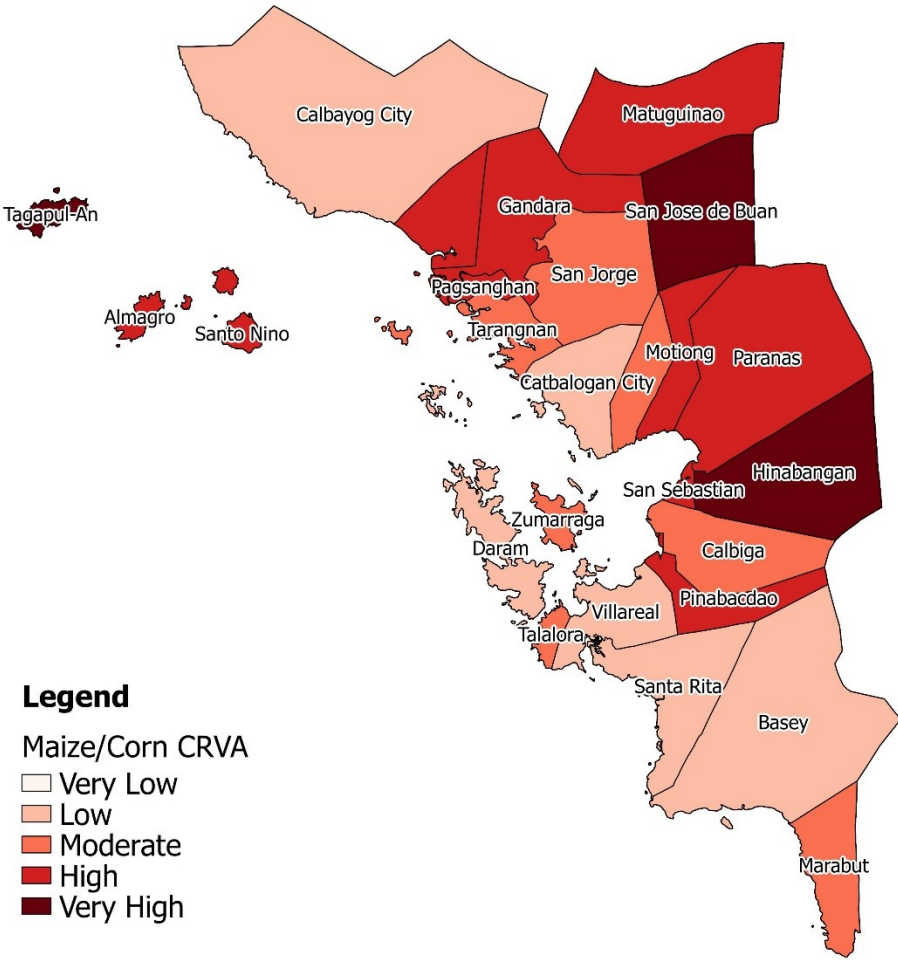 Calbayog City
Matuguinao
Tagapul-An
Gandara
San Jose de Buan
San Jorge
Pagsanghan
Almagro
Santo Nino
Tarangnan
Motiong
Paranas
Catbalogan City
Hinabangan
San Sebastian
Zumarraga
Daram
Calbiga
Pinabacdao
Villareal
Talalora
Santa Rita
Basey
Marabut
Legend
Maize/Corn CRVA
Very Low
Low
Moderate
High
Very High